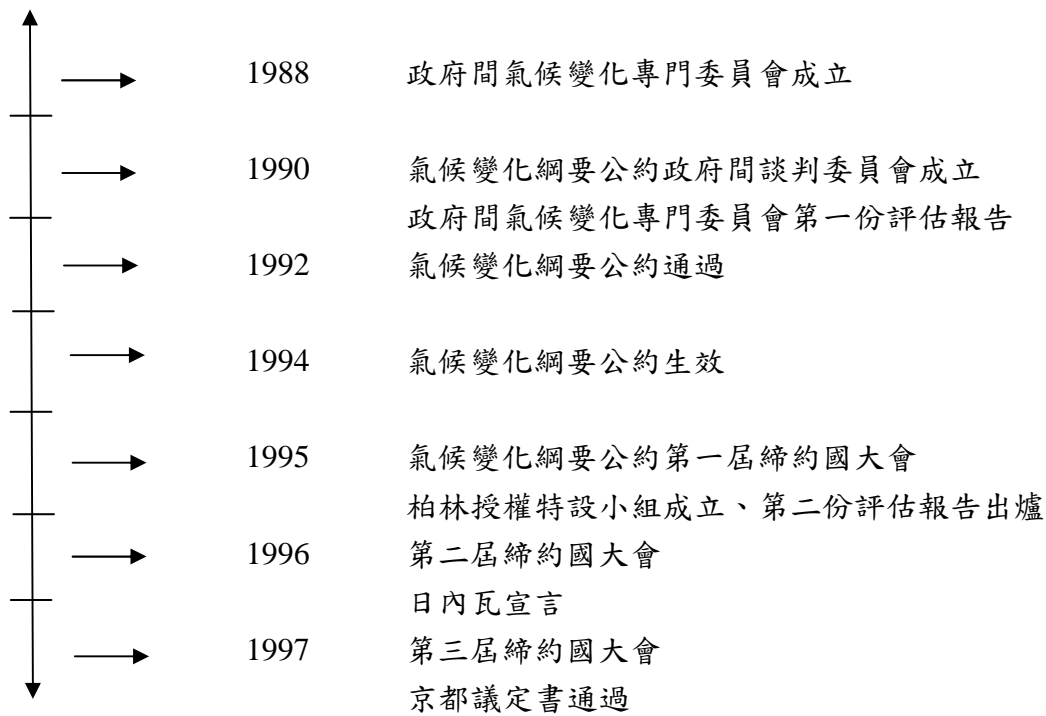 1988 政府間氣候變化專門委員會成立
1990 氣候變化綱要公約政府間談判委員會成立
政府間氣候變化專門委員會第一份評估報告
1992 氣候變化綱要公約通過
1994 氣候變化綱要公約生效
1995 氣候變化綱要公約第一屆締約國大會
柏林授權特設小組成立、第二份評估報告出爐
1996 第二屆締約國大會
日內瓦宣言
1997 第三屆締約國大會
京都議定書通過